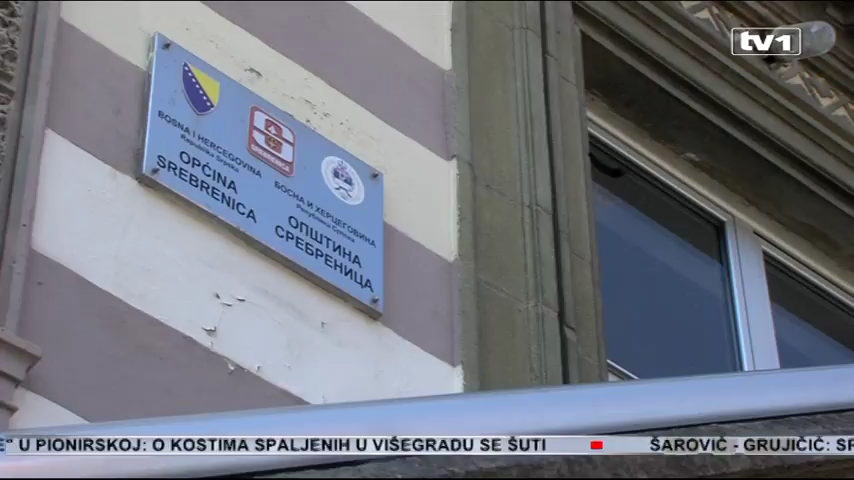 tv1
BOSNA I HERCEGOVINA
Republika Srpska
OPĆINA
SREBRENICA
SREBRENICA
БОСНА И ХЕРЦЕГОВИНА
Република Српска
ОПШТИНА
СРЕБРЕНИЦА
" U PIONIRSKOJ: O KOSTIMA SPALJENIH U VIŠEGRADU SE ŠUTI
ŠAROVIĆ - GRUJIČIĆ: